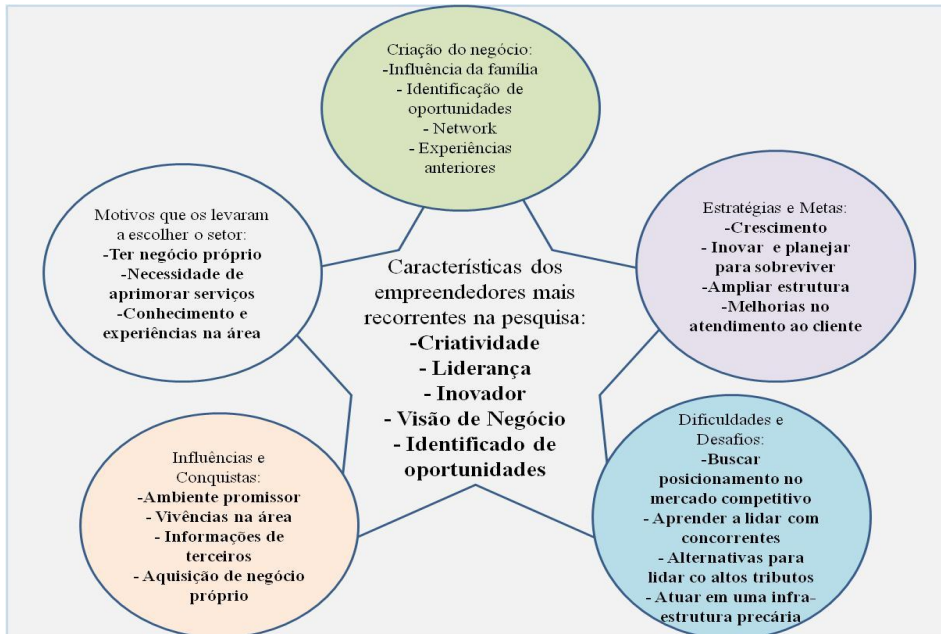 Criação do negócio:
-Influência da família
- Identificação de
oportunidades
- Network
- Experiências
anteriores
Motivos que os levaram
a escolher o setor:
-Ter negócio próprio
-Necessidade de
aprimorar serviços
-Conhecimento e
experiências na área
Estratégias e Metas:
-Crescimento
- Inovar e planejar
para sobreviver
-Ampliar estrutura
-Melhorias no
atendimento ao cliente
Características dos
empreendedores mais
recorrentes na pesquisa:
-Criatividade
- Liderança
- Inovador
- Visão de Negócio
- Identificado de
oportunidades
Influências e
Conquistas:
-Ambiente promissor
- Vivências na área
- Informações de
terceiros
- Aquisição de negócio
próprio
Dificuldades e
Desafios:
-Buscar
posicionamento no
mercado competitivo
- Aprender a lidar com
concorrentes
- Alternativas para
lidar co altos tributos
- Atuar em uma infra-
estrutura precária